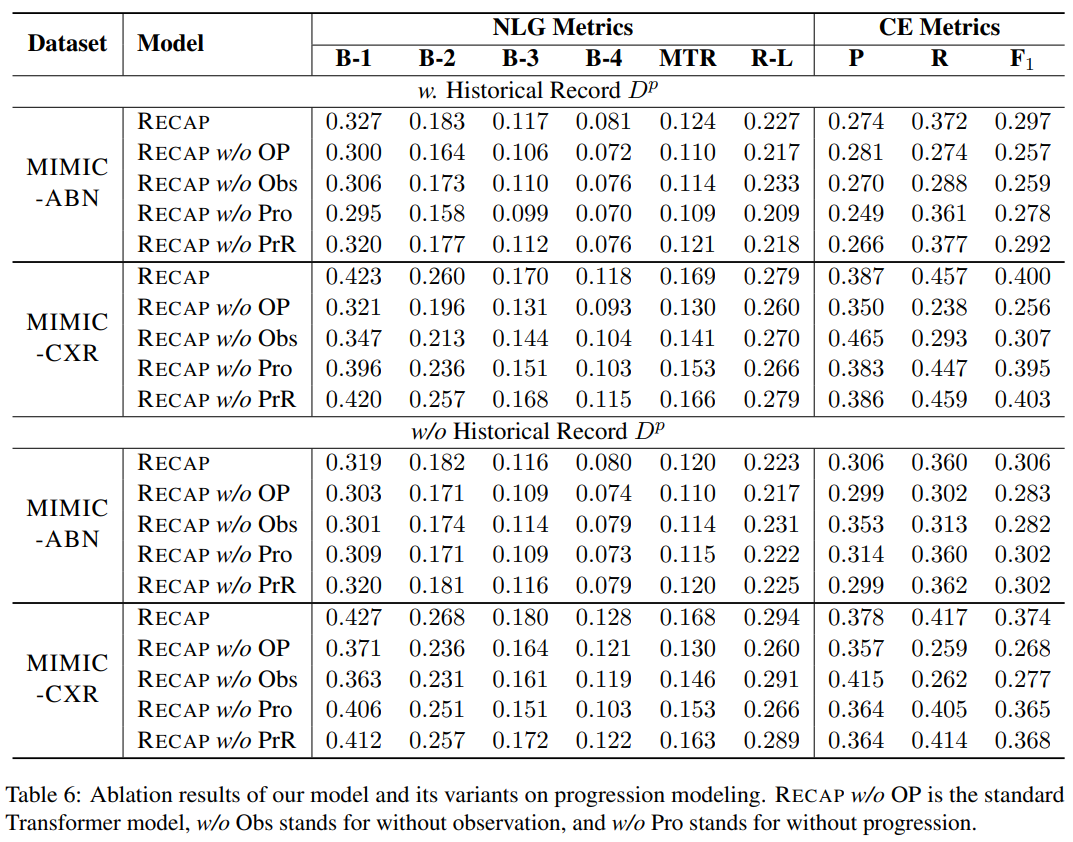 Dataset Model NLG Metrics CE Metrics
B-1 B-2 B-3 B-4 MTR R-L P R F1
w. Historical Record Dᵖ
MIMIC-ABN
RECAP 0.327 0.183 0.117 0.081 0.124 0.227 0.274 0.372 0.297
RECAP w/o OP 0.300 0.164 0.106 0.072 0.110 0.217 0.281 0.274 0.257
RECAP w/o Obs 0.306 0.173 0.110 0.076 0.114 0.233 0.270 0.288 0.259
RECAP w/o Pro 0.295 0.158 0.099 0.070 0.109 0.209 0.249 0.361 0.278
RECAP w/o PrR 0.320 0.177 0.112 0.076 0.121 0.218 0.266 0.377 0.292
MIMIC-CXR
RECAP 0.423 0.260 0.170 0.118 0.169 0.279 0.387 0.457 0.400
RECAP w/o OP 0.321 0.196 0.131 0.093 0.130 0.260 0.350 0.238 0.256
RECAP w/o Obs 0.347 0.213 0.144 0.104 0.141 0.270 0.465 0.293 0.307
RECAP w/o Pro 0.396 0.236 0.151 0.103 0.153 0.266 0.383 0.447 0.395
RECAP w/o PrR 0.420 0.257 0.168 0.115 0.166 0.279 0.386 0.459 0.403
w/o Historical Record Dᵖ
MIMIC-ABN
RECAP 0.319 0.182 0.116 0.080 0.120 0.223 0.306 0.360 0.306
RECAP w/o OP 0.303 0.171 0.109 0.074 0.110 0.217 0.299 0.302 0.283
RECAP w/o Obs 0.301 0.174 0.114 0.079 0.114 0.231 0.353 0.313 0.282
RECAP w/o Pro 0.309 0.171 0.109 0.073 0.115 0.222 0.314 0.360 0.302
RECAP w/o PrR 0.320 0.181 0.116 0.079 0.120 0.225 0.299 0.362 0.302
MIMIC-CXR
RECAP 0.427 0.268 0.180 0.128 0.168 0.294 0.378 0.417 0.374
RECAP w/o OP 0.371 0.236 0.164 0.121 0.130 0.260 0.357 0.259 0.268
RECAP w/o Obs 0.363 0.231 0.161 0.119 0.146 0.291 0.415 0.262 0.277
RECAP w/o Pro 0.406 0.251 0.151 0.103 0.153 0.266 0.364 0.405 0.365
RECAP w/o PrR 0.412 0.257 0.172 0.122 0.163 0.289 0.364 0.414 0.368
Table 6: Ablation results of our model and its variants on progression modeling. RECAP w/o OP is the standard
Transformer model, w/o Obs stands for without observation, and w/o Pro stands for without progression.